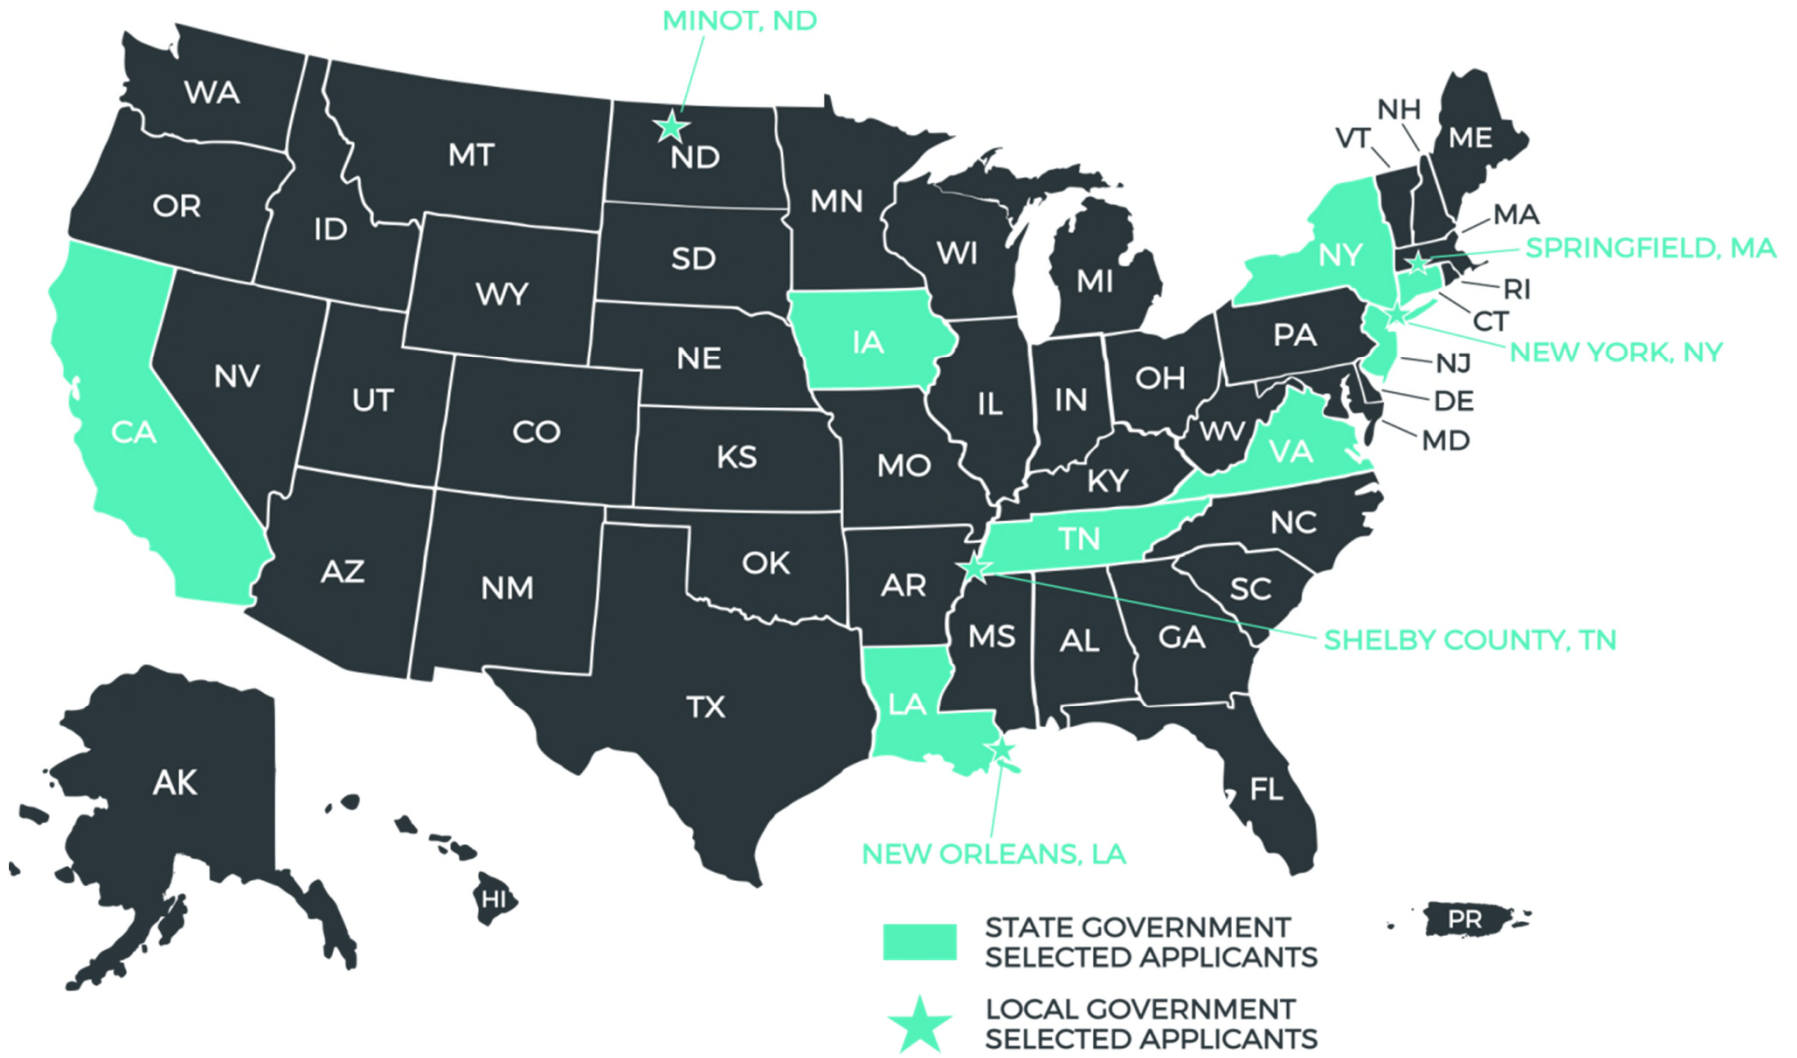 MINOT, ND
WA
MT
ND
MN
OR
ID
SD
WI
MI
WY
NH
VT
ME
MA
NY
SPRINGFIELD, MA
RI
CT
NEW YORK, NY
NJ
DE
MD
IA
NE
PA
NV
UT
CO
IL
IN
OH
CA
KS
MO
WV
VA
KY
TN
NC
AZ
NM
OK
AR
SC
MS
AL
GA
SHELBY COUNTY, TN
TX
LA
FL
AK
NEW ORLEANS, LA
HI
PR
STATE GOVERNMENT
SELECTED APPLICANTS
LOCAL GOVERNMENT
SELECTED APPLICANTS